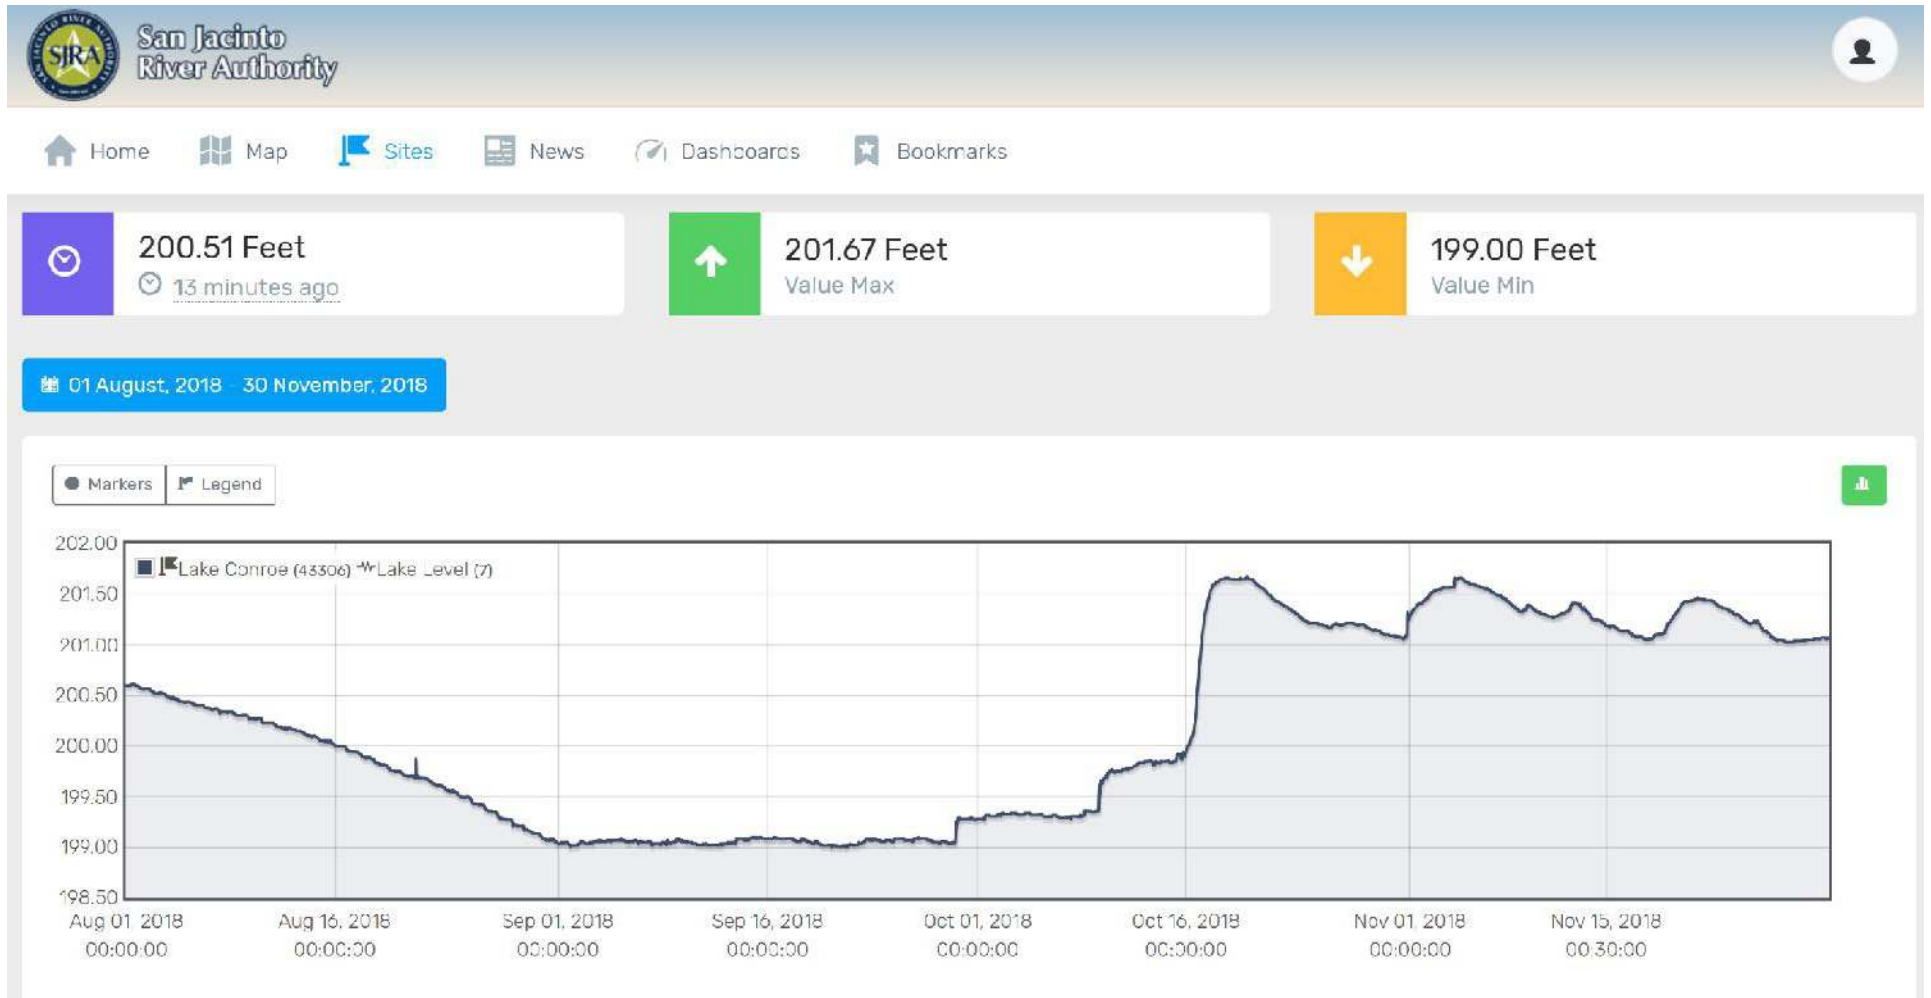 SJRA
SAN JACINTO RIVER AUTHORITY
San Jacinto
River Authority
Home Map Sites News Dashboards Bookmarks
200.51 Feet
13 minutes ago
201.67 Feet
Value Max
199.00 Feet
Value Min
01 August, 2018 - 30 November, 2018
Markers Legend
Lake Conroe (43306) Lake Level (7)
202.00
201.50
201.00
200.50
200.00
199.50
199.00
198.50
Aug 01, 2018 Aug 16, 2018 Sep 01, 2018 Sep 16, 2018 Oct 01, 2018 Oct 16, 2018 Nov 01, 2018 Nov 15, 2018
00:00:00 00:00:00 00:00:00 00:00:00 00:00:00 00:00:00 00:00:00 00:30:00